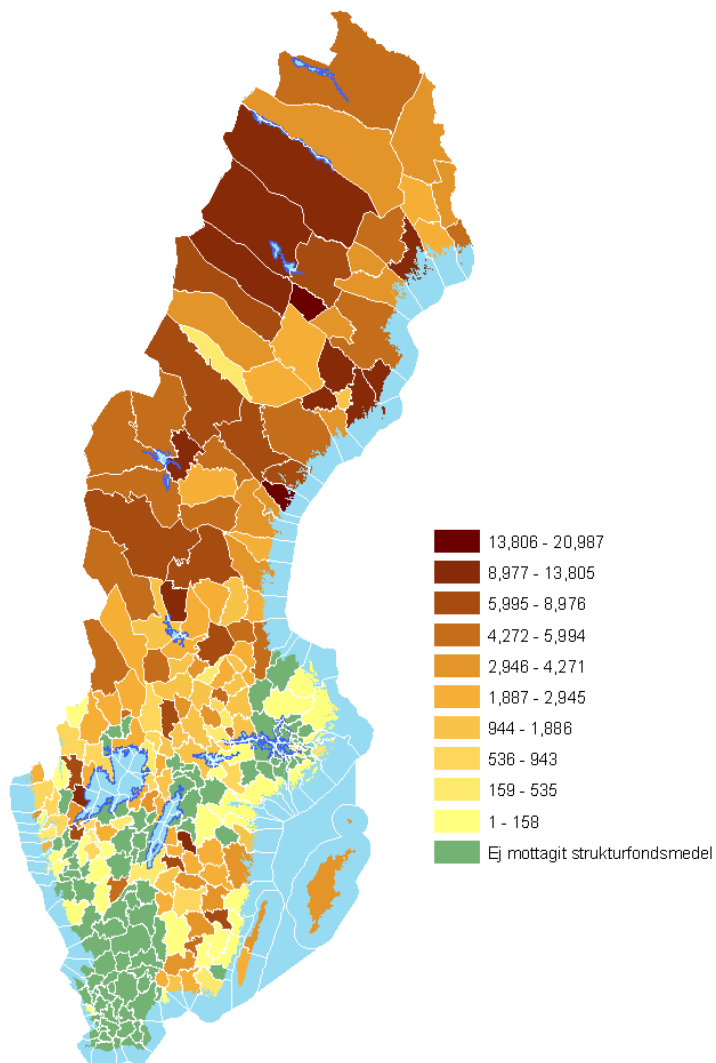 13,806 - 20,987
8,977 - 13,805
5,995 - 8,976
4,272 - 5,994
2,946 - 4,271
1,887 - 2,945
944 - 1,886
536 - 943
159 - 535
1 - 158
Ej mottagit strukturfondsmedel